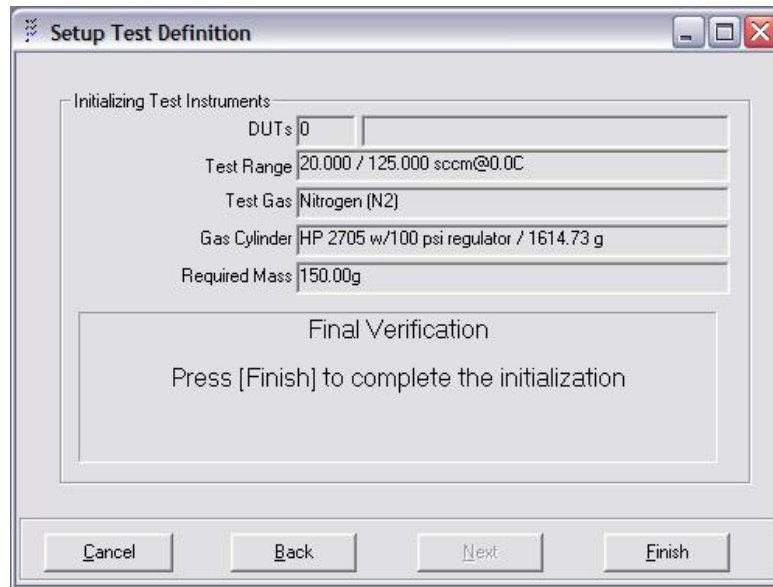 Setup Test Definition
Initializing Test Instruments
DUTs 0
Test Range 20.000 / 125.000 sccm@0.0C
Test Gas Nitrogen (N2)
Gas Cylinder HP 2705 w/100 psi regulator / 1614.73 g
Required Mass 150.00g
Final Verification
Press [Finish] to complete the initialization
Cancel Back Next Finish